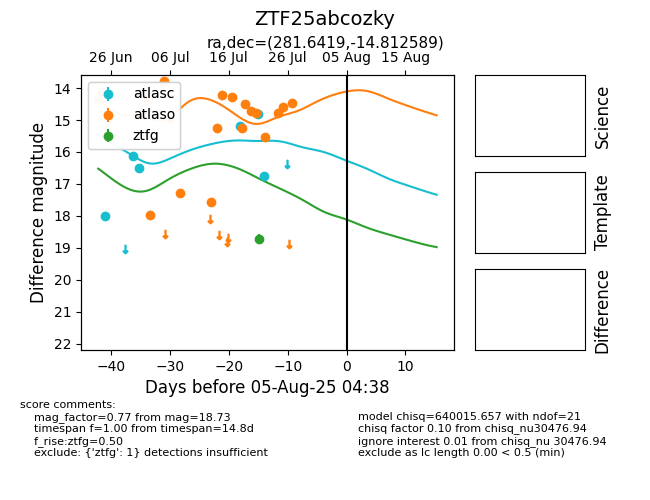 ZTF25abcozky
ra,dec=(281.6419,-14.812589)
26 Jun 06 Jul 16 Jul 26 Jul 05 Aug 15 Aug
atlasc
atlaso
ztfg
14
15
16
17
18
19
20
21
22
Difference magnitude
−40 −30 −20 −10 0 10
Days before 05-Aug-25 04:38
Science
Template
Difference
score comments:
mag_factor=0.77 from mag=18.73
timespan f=1.00 from timespan=14.8d
f_rise:ztfg=0.50
exclude: {'ztfg': 1} detections insufficient
model chisq=640015.657 with ndof=21
chisq factor 0.10 from chisq_nu30476.94
ignore interest 0.01 from chisq_nu 30476.94
exclude as lc length 0.00 < 0.5 (min)